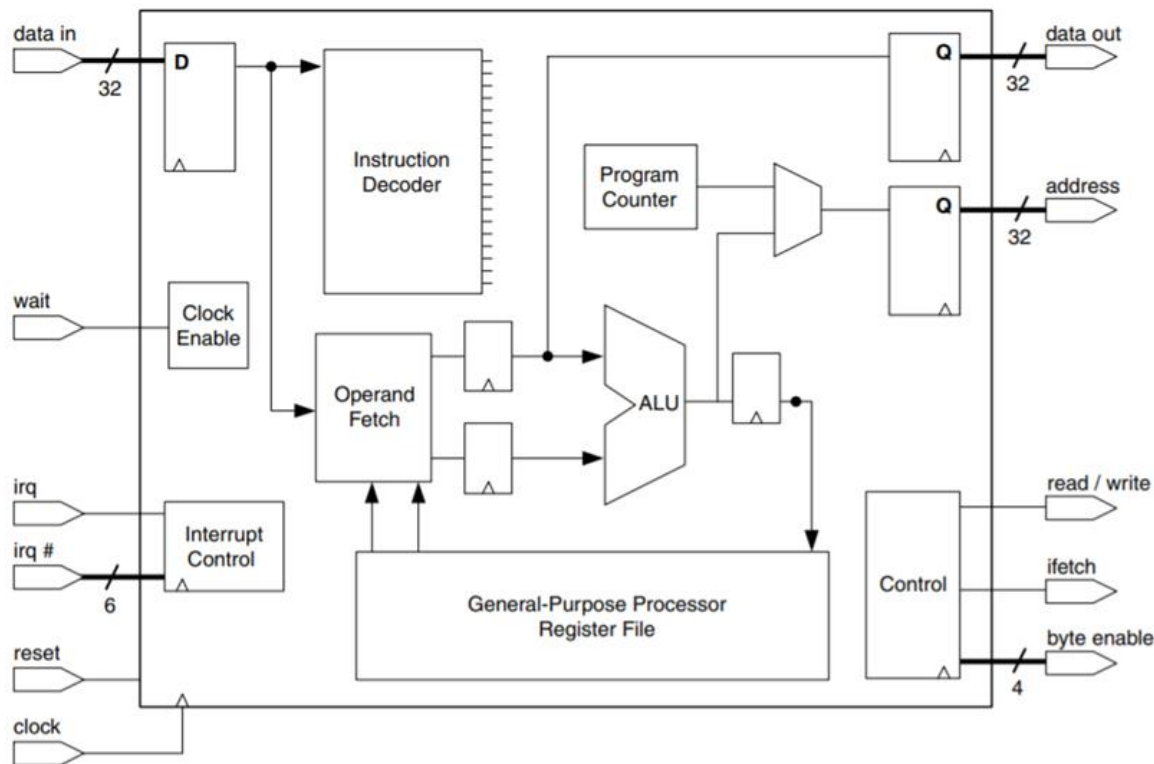 data in
32
D
Instruction
Decoder
Q
data out
32
Program
Counter
Q
address
32
wait
Clock
Enable
Operand
Fetch
ALU
irq
irq #
6
Interrupt
Control
General-Purpose Processor
Register File
Control
read / write
ifetch
byte enable
4
reset
clock